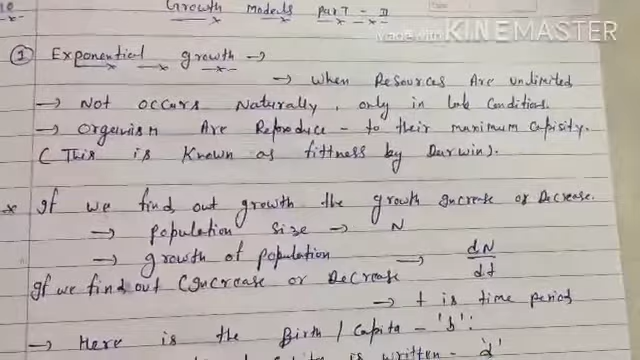 10
Growth Models Part - II
Made with KINEMASTER
① Exponential growth →
→ When Resources Are unlimited
→ Not occurs Naturally, only in Lab Conditions.
→ Organism Are Reproduce - to their maximum capisity.
( This is known as fittness by Darwin).
* If we find out growth the growth Increase or Decrease.
→ population size → N
→ growth of population → dN/dt
If we find out (Increase or Decrease
→ t is time period
→ Here is the Birth / Capita - 'b':
is written - 'd'